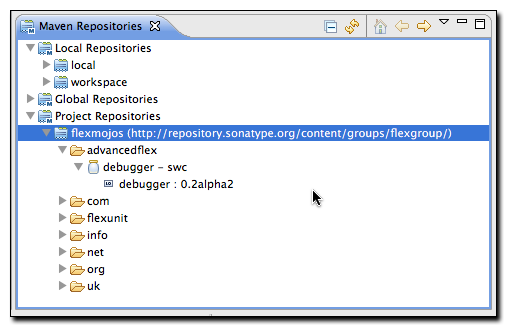 Maven Repositories
Local Repositories
local
workspace
Global Repositories
Project Repositories
flexmojos (http://repository.sonatype.org/content/groups/flexgroup/)
advancedflex
debugger - swc
debugger : 0.2alpha2
com
flexunit
info
net
org
uk